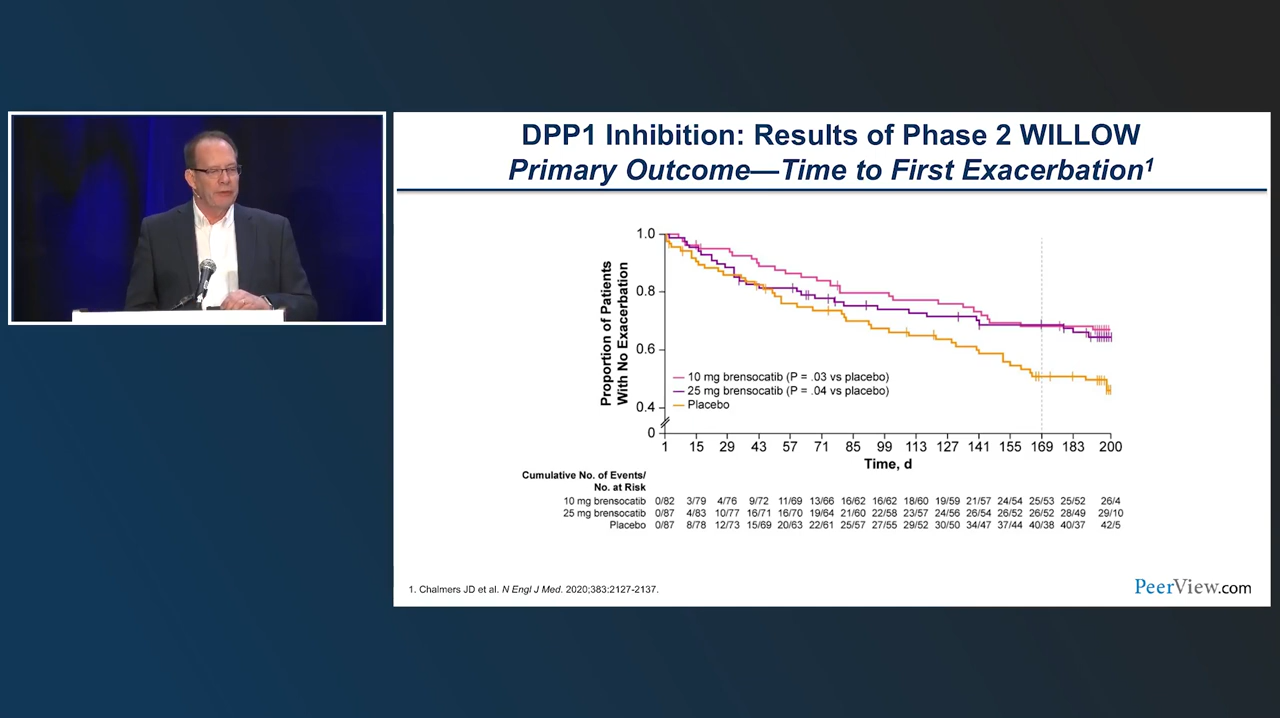 DPP1 Inhibition: Results of Phase 2 WILLOW
Primary Outcome—Time to First Exacerbation1
Proportion of Patients
With No Exacerbation
1.0
0.8
0.6
0.4
0
10 mg brensocatib (P = .03 vs placebo)
25 mg brensocatib (P = .04 vs placebo)
Placebo
1 15 29 43 57 71 85 99 113 127 141 155 169 183 200
Time, d
Cumulative No. of Events/
No. at Risk
10 mg brensocatib 0/82 3/79 4/76 9/72 11/69 13/66 16/62 16/62 18/60 19/59 21/57 24/54 25/53 25/52 26/4
25 mg brensocatib 0/87 4/83 10/77 16/71 16/70 19/64 21/60 22/58 23/57 24/56 26/54 26/52 26/52 28/49 29/10
Placebo 0/87 8/78 12/73 15/69 20/63 22/61 25/57 27/55 29/52 30/50 34/47 37/44 40/38 40/37 42/5
1. Chalmers JD et al. N Engl J Med. 2020;383:2127-2137.
PeerView.com